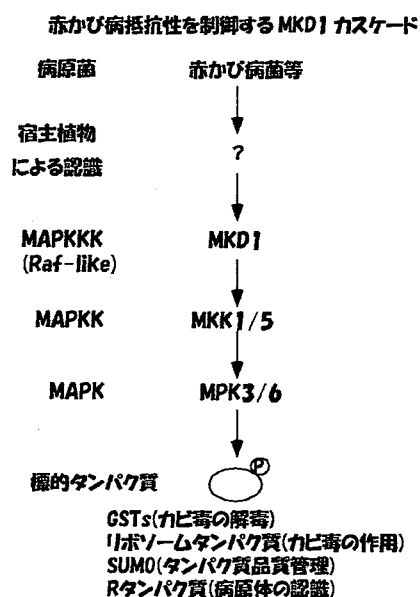 赤かび病抵抗性を制御するMKD1カスケード
病原菌 赤かび病菌等
宿主植物
による認識
?
MAPKKK MKD1
(Raf-like)
MAPKK MKK1/5
MAPK MPK3/6
標的タンパク質 P
GSTs(カビ毒の解毒)
リボソームタンパク質(カビ毒の作用)
SUMO(タンパク質品質管理)
Rタンパク質(病原体の認識)